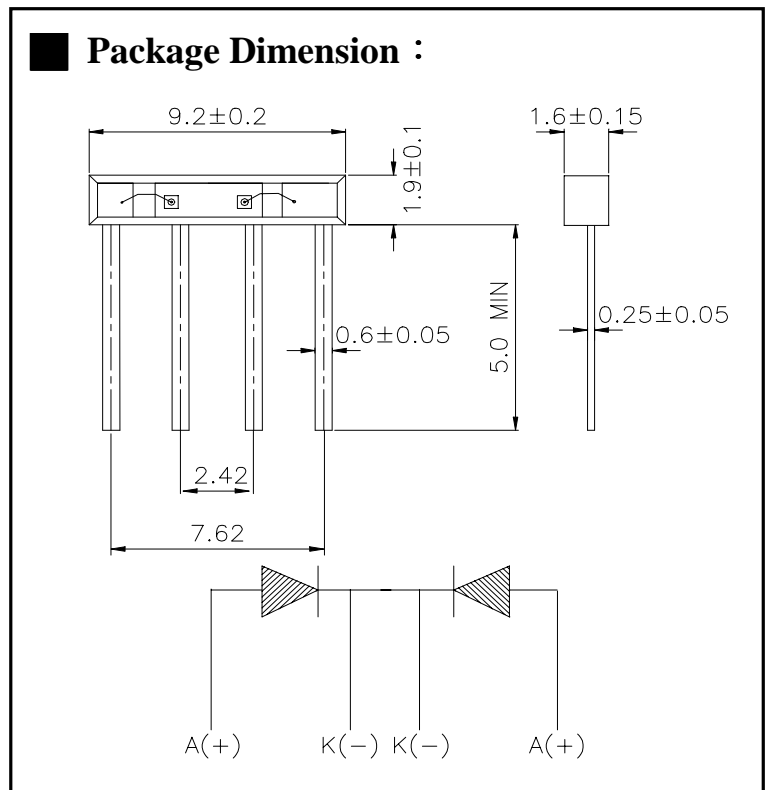 Package Dimension：
9.2±0.2
1.6±0.15
1.9±0.1
0.6±0.05
5.0 MIN
0.25±0.05
2.42
7.62
A(+) K(−) K(−) A(+)